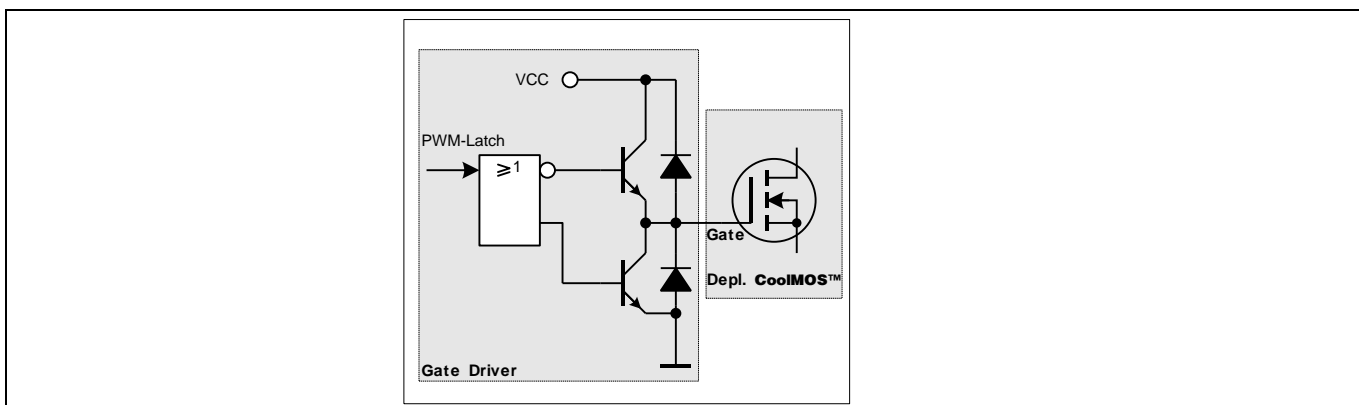 VCC
PWM-Latch
≥1
Gate
Depl. CoolMOS™
Gate Driver